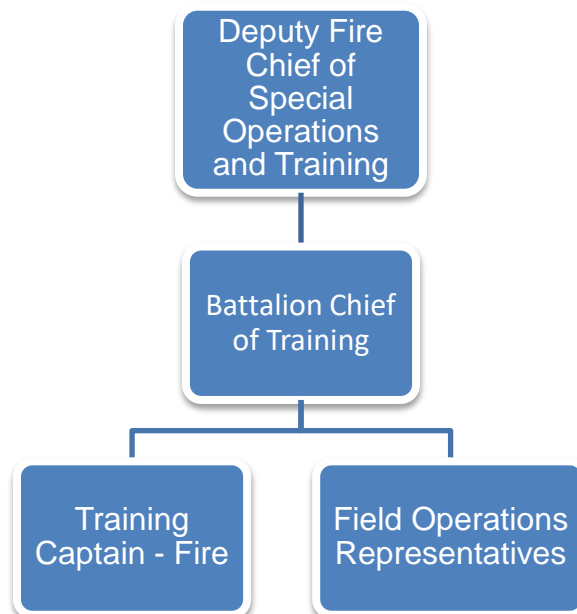 Deputy Fire
Chief of
Special
Operations
and Training
Battalion Chief
of Training
Training
Captain - Fire
Field Operations
Representatives